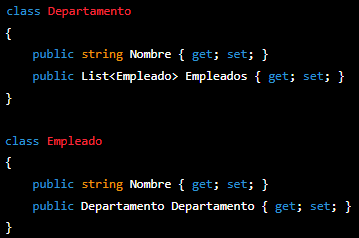 class Departamento
{
    public string Nombre { get; set; }
    public List<Empleado> Empleados { get; set; }
}

class Empleado
{
    public string Nombre { get; set; }
    public Departamento Departamento { get; set; }
}